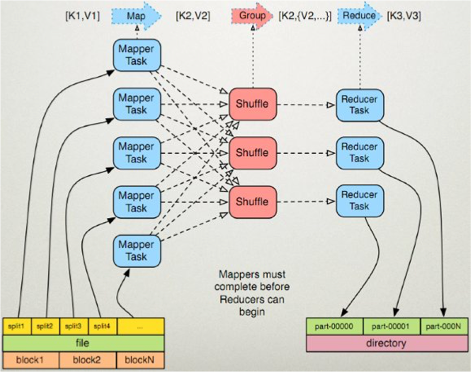 [K1,V1] Map [K2,V2] Group [K2,{V2,...}] Reduce [K3,V3]
Mapper
Task
Mapper
Task
Shuffle
Reducer
Task
Mapper
Task
Shuffle
Reducer
Task
Mapper
Task
Shuffle
Reducer
Task
Mapper
Task
Mappers must
complete before
Reducers can
begin
split1 split2 split3 split4 ...
file
block1 block2 blockN
part-00000 part-00001 part-000N
directory